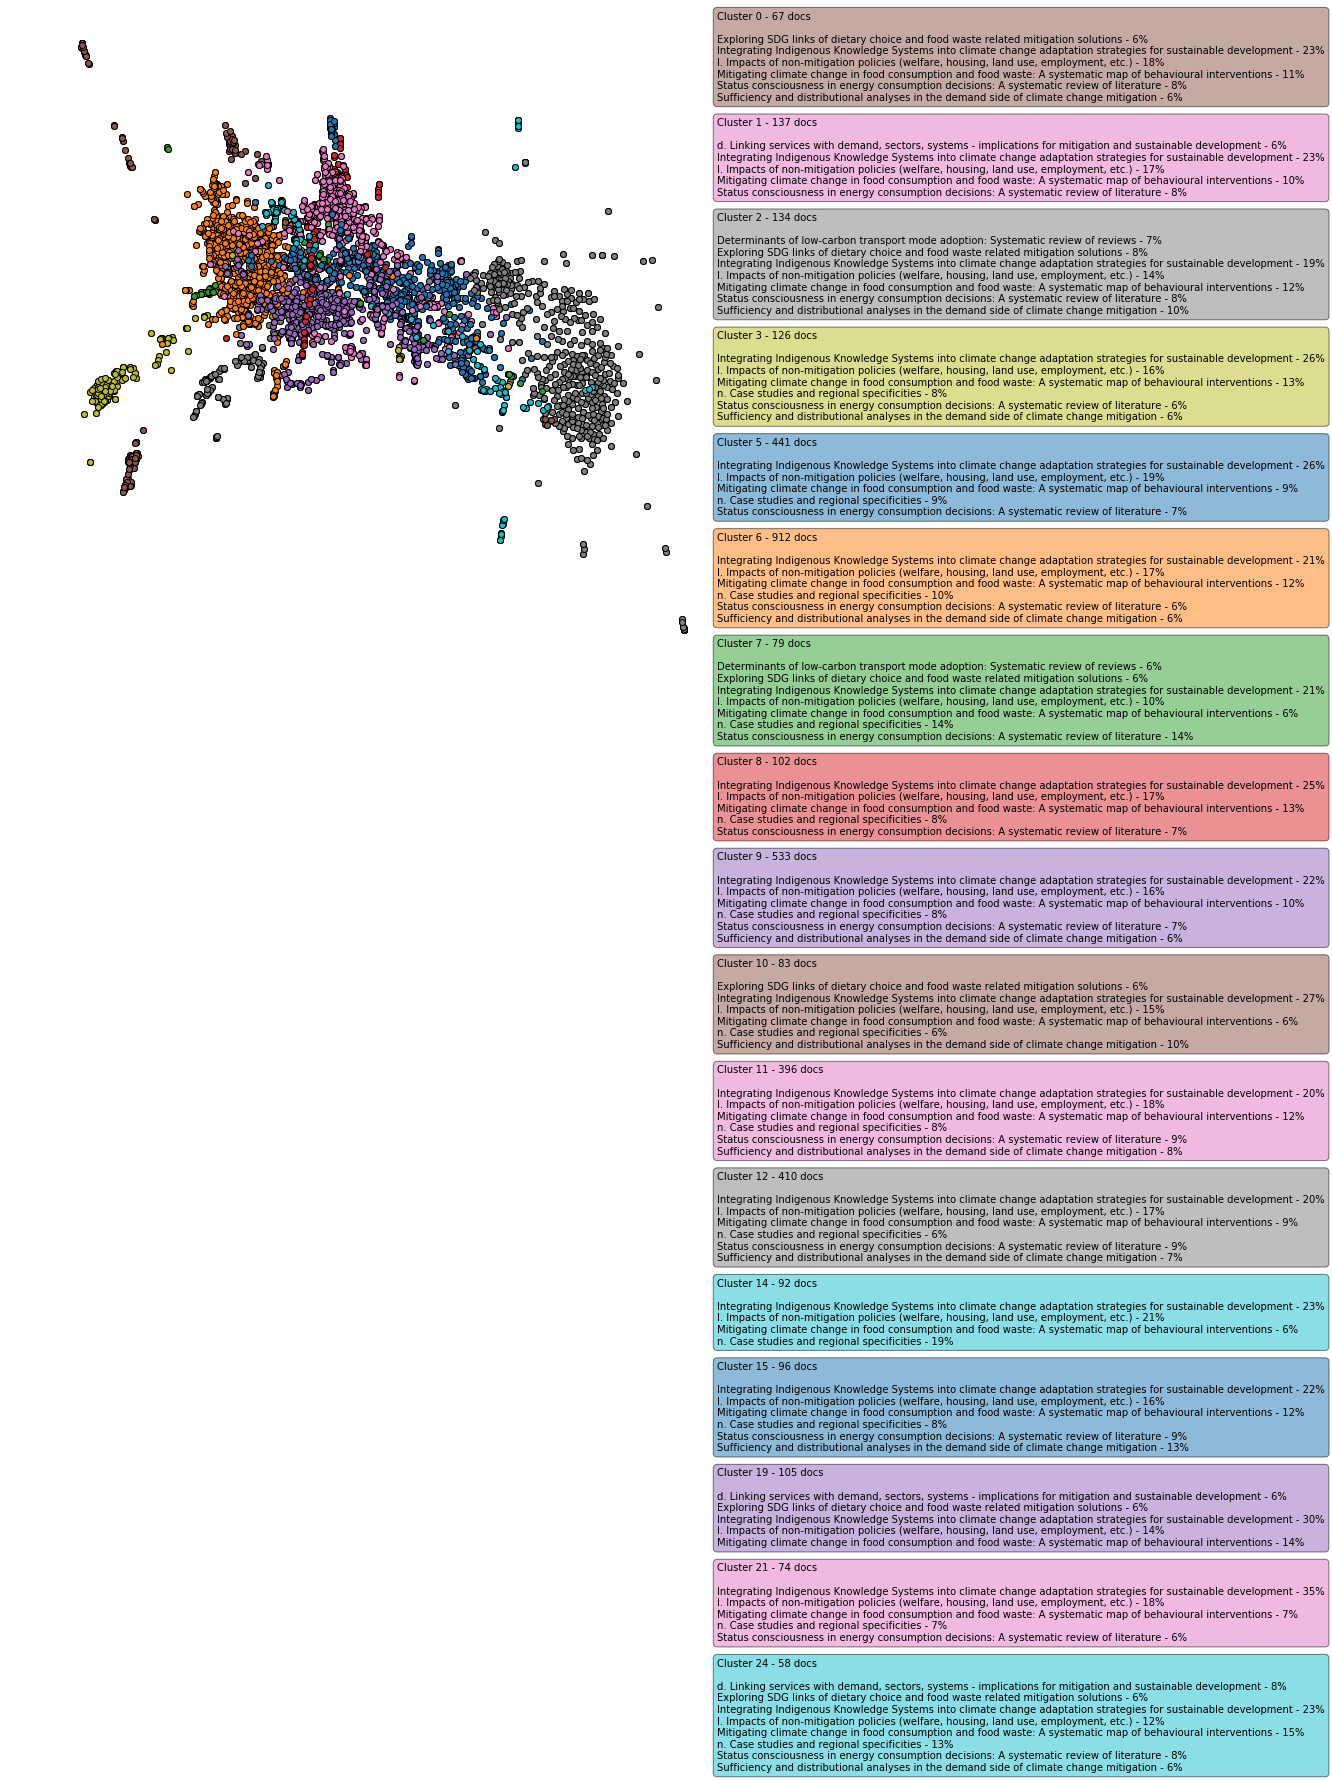 Cluster 0 - 67 docs
Exploring SDG links of dietary choice and food waste related mitigation solutions - 6%
Integrating Indigenous Knowledge Systems into climate change adaptation strategies for sustainable development - 23%
l. Impacts of non-mitigation policies (welfare, housing, land use, employment, etc.) - 18%
Mitigating climate change in food consumption and food waste: A systematic map of behavioural interventions - 11%
Status consciousness in energy consumption decisions: A systematic review of literature - 8%
Sufficiency and distributional analyses in the demand side of climate change mitigation - 6%
Cluster 1 - 137 docs
d. Linking services with demand, sectors, systems - implications for mitigation and sustainable development - 6%
Integrating Indigenous Knowledge Systems into climate change adaptation strategies for sustainable development - 23%
l. Impacts of non-mitigation policies (welfare, housing, land use, employment, etc.) - 17%
Mitigating climate change in food consumption and food waste: A systematic map of behavioural interventions - 10%
Status consciousness in energy consumption decisions: A systematic review of literature - 8%
Cluster 2 - 134 docs
Determinants of low-carbon transport mode adoption: Systematic review of reviews - 7%
Exploring SDG links of dietary choice and food waste related mitigation solutions - 8%
Integrating Indigenous Knowledge Systems into climate change adaptation strategies for sustainable development - 19%
l. Impacts of non-mitigation policies (welfare, housing, land use, employment, etc.) - 14%
Mitigating climate change in food consumption and food waste: A systematic map of behavioural interventions - 12%
Status consciousness in energy consumption decisions: A systematic review of literature - 8%
Sufficiency and distributional analyses in the demand side of climate change mitigation - 10%
Cluster 3 - 126 docs
Integrating Indigenous Knowledge Systems into climate change adaptation strategies for sustainable development - 26%
l. Impacts of non-mitigation policies (welfare, housing, land use, employment, etc.) - 16%
Mitigating climate change in food consumption and food waste: A systematic map of behavioural interventions - 13%
n. Case studies and regional specificities - 8%
Status consciousness in energy consumption decisions: A systematic review of literature - 6%
Sufficiency and distributional analyses in the demand side of climate change mitigation - 6%
Cluster 5 - 441 docs
Integrating Indigenous Knowledge Systems into climate change adaptation strategies for sustainable development - 26%
l. Impacts of non-mitigation policies (welfare, housing, land use, employment, etc.) - 19%
Mitigating climate change in food consumption and food waste: A systematic map of behavioural interventions - 9%
n. Case studies and regional specificities - 9%
Status consciousness in energy consumption decisions: A systematic review of literature - 7%
Cluster 6 - 912 docs
Integrating Indigenous Knowledge Systems into climate change adaptation strategies for sustainable development - 21%
l. Impacts of non-mitigation policies (welfare, housing, land use, employment, etc.) - 17%
Mitigating climate change in food consumption and food waste: A systematic map of behavioural interventions - 12%
n. Case studies and regional specificities - 10%
Status consciousness in energy consumption decisions: A systematic review of literature - 6%
Sufficiency and distributional analyses in the demand side of climate change mitigation - 6%
Cluster 7 - 79 docs
Determinants of low-carbon transport mode adoption: Systematic review of reviews - 6%
Exploring SDG links of dietary choice and food waste related mitigation solutions - 6%
Integrating Indigenous Knowledge Systems into climate change adaptation strategies for sustainable development - 21%
l. Impacts of non-mitigation policies (welfare, housing, land use, employment, etc.) - 10%
Mitigating climate change in food consumption and food waste: A systematic map of behavioural interventions - 6%
n. Case studies and regional specificities - 14%
Status consciousness in energy consumption decisions: A systematic review of literature - 14%
Cluster 8 - 102 docs
Integrating Indigenous Knowledge Systems into climate change adaptation strategies for sustainable development - 25%
l. Impacts of non-mitigation policies (welfare, housing, land use, employment, etc.) - 17%
Mitigating climate change in food consumption and food waste: A systematic map of behavioural interventions - 13%
n. Case studies and regional specificities - 8%
Status consciousness in energy consumption decisions: A systematic review of literature - 7%
Cluster 9 - 533 docs
Integrating Indigenous Knowledge Systems into climate change adaptation strategies for sustainable development - 22%
l. Impacts of non-mitigation policies (welfare, housing, land use, employment, etc.) - 16%
Mitigating climate change in food consumption and food waste: A systematic map of behavioural interventions - 10%
n. Case studies and regional specificities - 8%
Status consciousness in energy consumption decisions: A systematic review of literature - 7%
Sufficiency and distributional analyses in the demand side of climate change mitigation - 6%
Cluster 10 - 83 docs
Exploring SDG links of dietary choice and food waste related mitigation solutions - 6%
Integrating Indigenous Knowledge Systems into climate change adaptation strategies for sustainable development - 27%
l. Impacts of non-mitigation policies (welfare, housing, land use, employment, etc.) - 15%
Mitigating climate change in food consumption and food waste: A systematic map of behavioural interventions - 6%
n. Case studies and regional specificities - 6%
Sufficiency and distributional analyses in the demand side of climate change mitigation - 10%
Cluster 11 - 396 docs
Integrating Indigenous Knowledge Systems into climate change adaptation strategies for sustainable development - 20%
l. Impacts of non-mitigation policies (welfare, housing, land use, employment, etc.) - 18%
Mitigating climate change in food consumption and food waste: A systematic map of behavioural interventions - 12%
n. Case studies and regional specificities - 8%
Status consciousness in energy consumption decisions: A systematic review of literature - 9%
Sufficiency and distributional analyses in the demand side of climate change mitigation - 8%
Cluster 12 - 410 docs
Integrating Indigenous Knowledge Systems into climate change adaptation strategies for sustainable development - 20%
l. Impacts of non-mitigation policies (welfare, housing, land use, employment, etc.) - 17%
Mitigating climate change in food consumption and food waste: A systematic map of behavioural interventions - 9%
n. Case studies and regional specificities - 6%
Status consciousness in energy consumption decisions: A systematic review of literature - 9%
Sufficiency and distributional analyses in the demand side of climate change mitigation - 7%
Cluster 14 - 92 docs
Integrating Indigenous Knowledge Systems into climate change adaptation strategies for sustainable development - 23%
l. Impacts of non-mitigation policies (welfare, housing, land use, employment, etc.) - 21%
Mitigating climate change in food consumption and food waste: A systematic map of behavioural interventions - 6%
n. Case studies and regional specificities - 19%
Cluster 15 - 96 docs
Integrating Indigenous Knowledge Systems into climate change adaptation strategies for sustainable development - 22%
l. Impacts of non-mitigation policies (welfare, housing, land use, employment, etc.) - 16%
Mitigating climate change in food consumption and food waste: A systematic map of behavioural interventions - 12%
n. Case studies and regional specificities - 8%
Status consciousness in energy consumption decisions: A systematic review of literature - 9%
Sufficiency and distributional analyses in the demand side of climate change mitigation - 13%
Cluster 19 - 105 docs
d. Linking services with demand, sectors, systems - implications for mitigation and sustainable development - 6%
Exploring SDG links of dietary choice and food waste related mitigation solutions - 6%
Integrating Indigenous Knowledge Systems into climate change adaptation strategies for sustainable development - 30%
l. Impacts of non-mitigation policies (welfare, housing, land use, employment, etc.) - 14%
Mitigating climate change in food consumption and food waste: A systematic map of behavioural interventions - 14%
Cluster 21 - 74 docs
Integrating Indigenous Knowledge Systems into climate change adaptation strategies for sustainable development - 35%
l. Impacts of non-mitigation policies (welfare, housing, land use, employment, etc.) - 18%
Mitigating climate change in food consumption and food waste: A systematic map of behavioural interventions - 7%
n. Case studies and regional specificities - 7%
Status consciousness in energy consumption decisions: A systematic review of literature - 6%
Cluster 24 - 58 docs
d. Linking services with demand, sectors, systems - implications for mitigation and sustainable development - 8%
Exploring SDG links of dietary choice and food waste related mitigation solutions - 6%
Integrating Indigenous Knowledge Systems into climate change adaptation strategies for sustainable development - 23%
l. Impacts of non-mitigation policies (welfare, housing, land use, employment, etc.) - 12%
Mitigating climate change in food consumption and food waste: A systematic map of behavioural interventions - 15%
n. Case studies and regional specificities - 13%
Status consciousness in energy consumption decisions: A systematic review of literature - 8%
Sufficiency and distributional analyses in the demand side of climate change mitigation - 6%